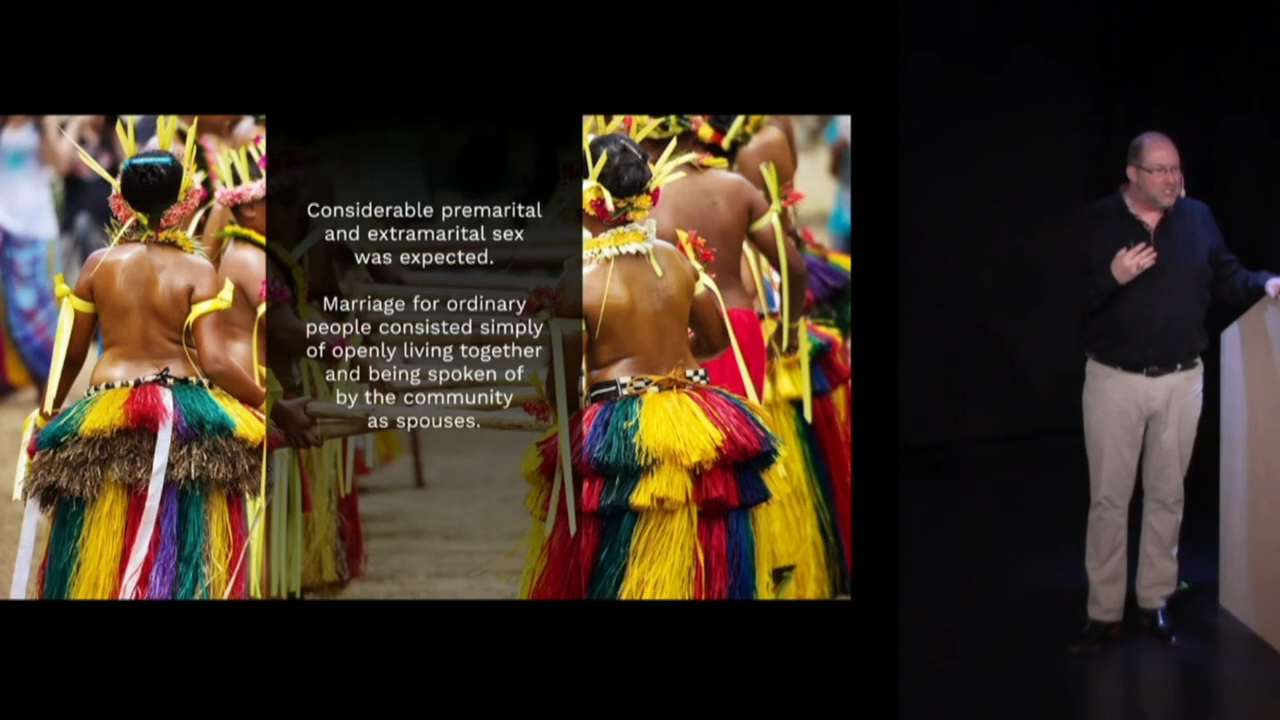 Considerable premarital
and extramarital sex
was expected.
Marriage for ordinary
people consisted simply
of openly living together
and being spoken of
by the community
as spouses.